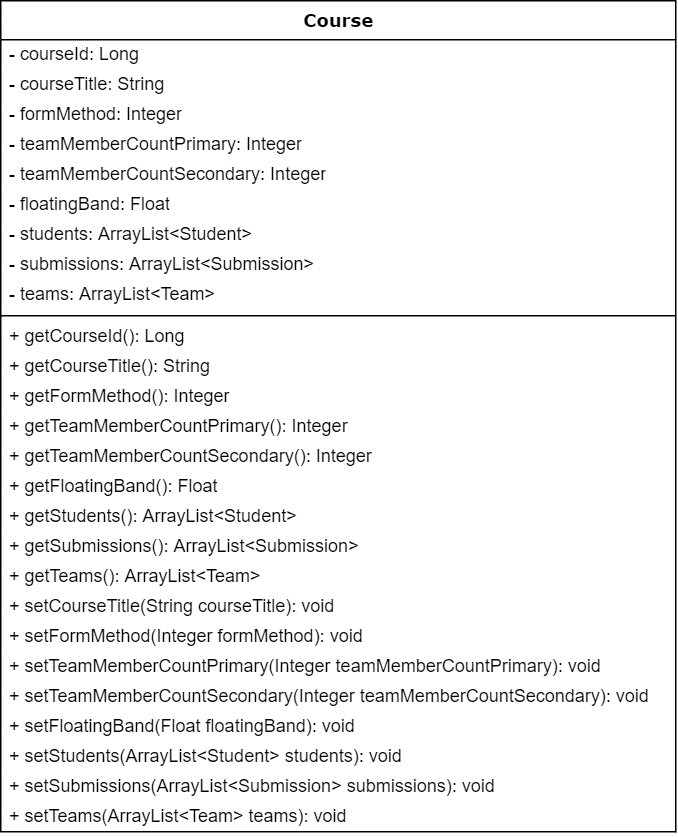 Course
- courseId: Long
- courseTitle: String
- formMethod: Integer
- teamMemberCountPrimary: Integer
- teamMemberCountSecondary: Integer
- floatingBand: Float
- students: ArrayList<Student>
- submissions: ArrayList<Submission>
- teams: ArrayList<Team>
+ getCourseId(): Long
+ getCourseTitle(): String
+ getFormMethod(): Integer
+ getTeamMemberCountPrimary(): Integer
+ getTeamMemberCountSecondary(): Integer
+ getFloatingBand(): Float
+ getStudents(): ArrayList<Student>
+ getSubmissions(): ArrayList<Submission>
+ getTeams(): ArrayList<Team>
+ setCourseTitle(String courseTitle): void
+ setFormMethod(Integer formMethod): void
+ setTeamMemberCountPrimary(Integer teamMemberCountPrimary): void
+ setTeamMemberCountSecondary(Integer teamMemberCountSecondary): void
+ setFloatingBand(Float floatingBand): void
+ setStudents(ArrayList<Student> students): void
+ setSubmissions(ArrayList<Submission> submissions): void
+ setTeams(ArrayList<Team> teams): void